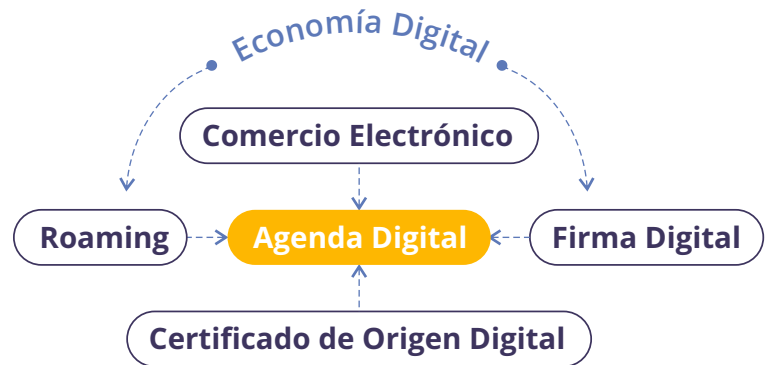 Economía Digital
Comercio Electrónico
Roaming
Agenda Digital
Firma Digital
Certificado de Origen Digital